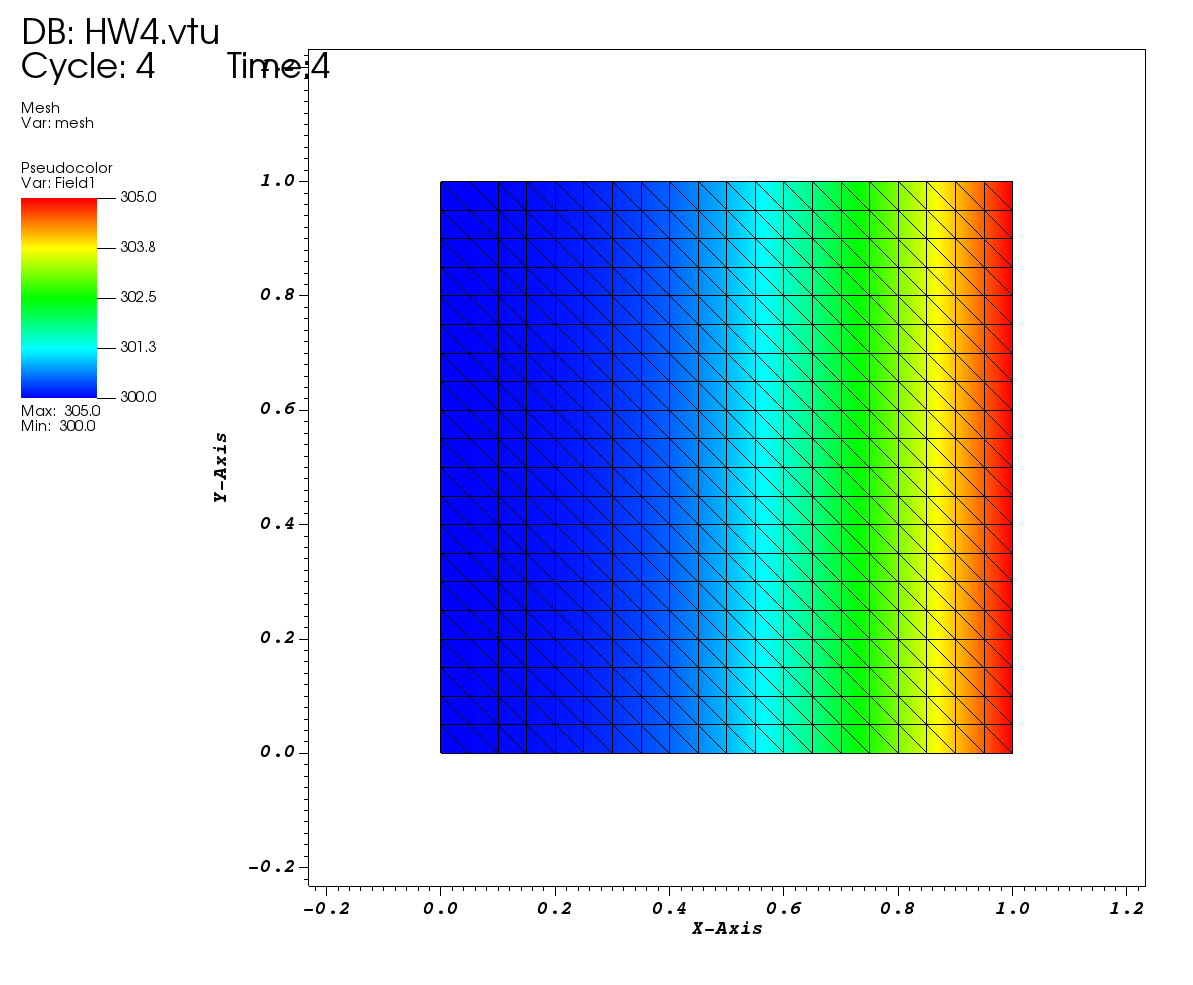 DB: HW4.vtu
Cycle: 4 Time:4
Mesh
Var: mesh
Pseudocolor
Var: Field1
305.0
303.8
302.5
301.3
300.0
Max: 305.0
Min: 300.0
Y-Axis
1.2
1.0
0.8
0.6
0.4
0.2
0.0
-0.2
-0.2 0.0 0.2 0.4 0.6 0.8 1.0 1.2
X-Axis